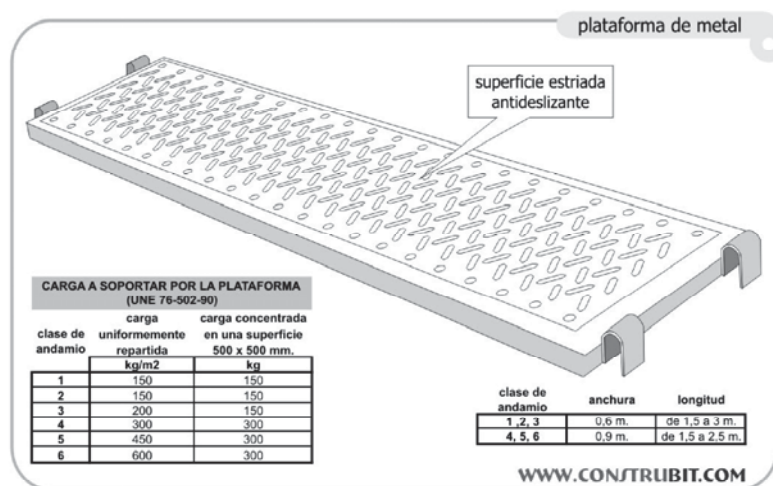 plataforma de metal
superficie estriada
antideslizante
CARGA A SOPORTAR POR LA PLATAFORMA
(UNE 76-502-90)
clase de andamio carga uniformemente repartida carga concentrada en una superficie 500 x 500 mm.
kg/m2 kg
1 150 150
2 150 150
3 200 150
4 300 300
5 450 300
6 600 300
clase de andamio anchura longitud
1 ,2, 3 0,6 m. de 1,5 a 3 m.
4, 5, 6 0,9 m. de 1,5 a 2,5 m.
WWW.CONSTRUBIT.COM